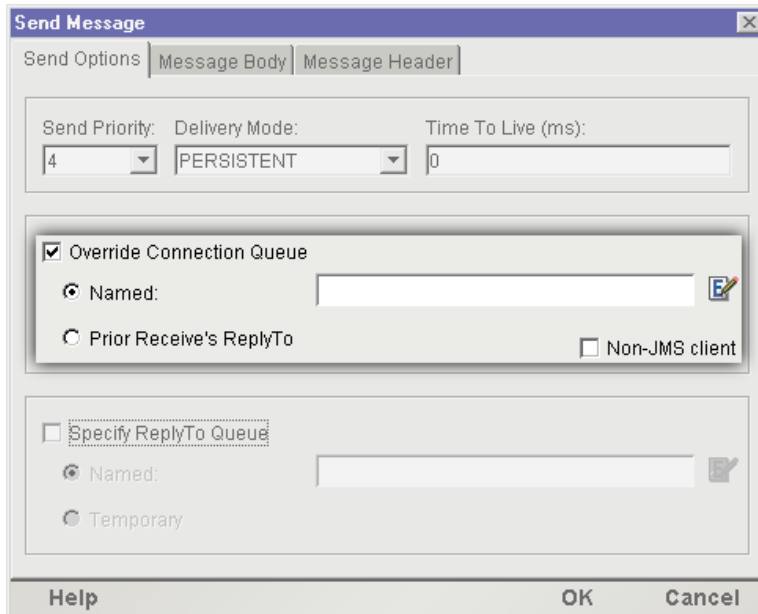 Send Message
Send Options Message Body Message Header
Send Priority: Delivery Mode: Time To Live (ms):
4 PERSISTENT 0
Override Connection Queue
Named:
Prior Receive's ReplyTo
Non-JMS client
Specify ReplyTo Queue
Named:
Temporary
Help OK Cancel